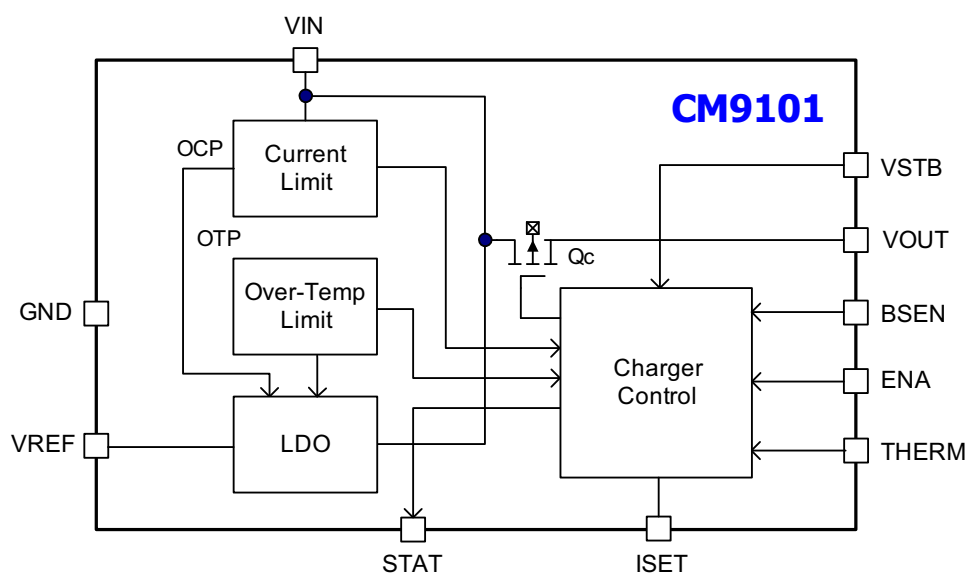 VIN
CM9101
OCP
Current
Limit
VSTB
OTP
VOUT
Qc
GND
Over-Temp
Limit
BSEN
Charger
Control
ENA
VREF
LDO
THERM
STAT
ISET